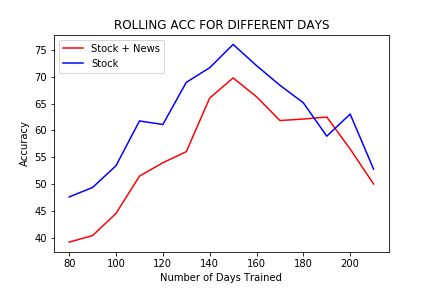 ROLLING ACC FOR DIFFERENT DAYS
Stock + News
Stock
Accuracy
75
70
65
60
55
50
45
40
80 100 120 140 160 180 200
Number of Days Trained